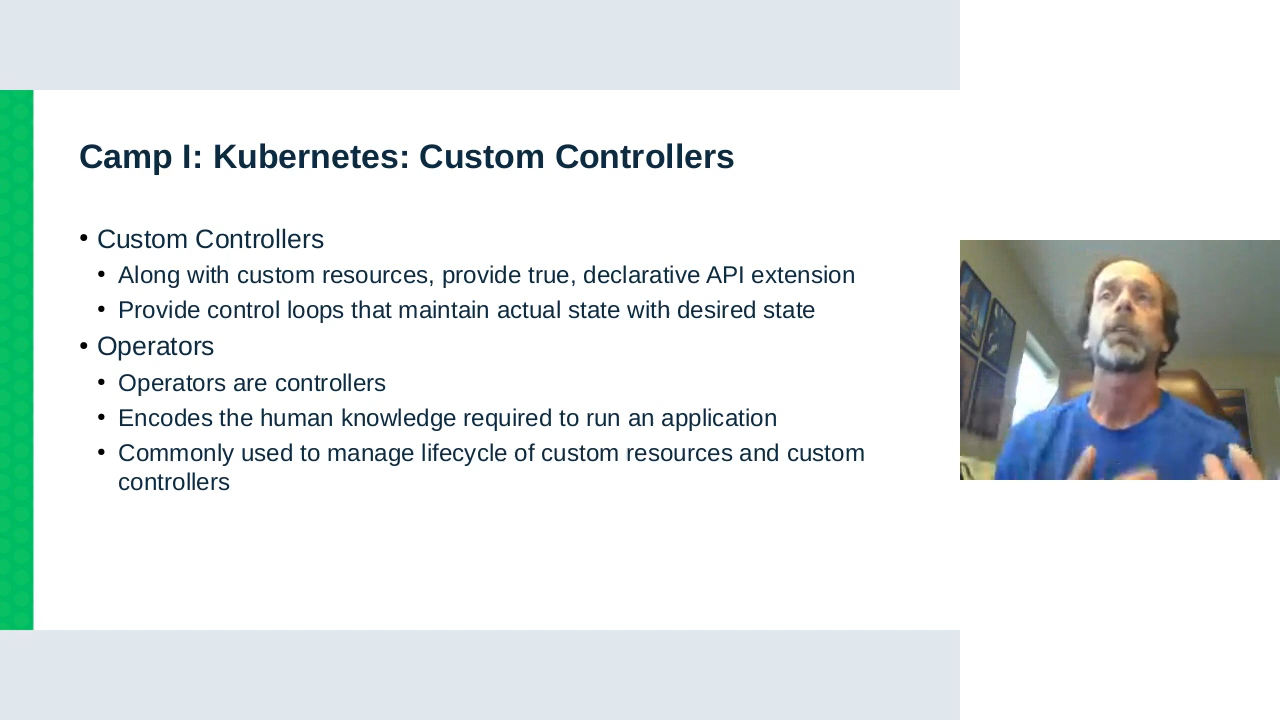 Camp I: Kubernetes: Custom Controllers
• Custom Controllers
• Along with custom resources, provide true, declarative API extension
• Provide control loops that maintain actual state with desired state
• Operators
• Operators are controllers
• Encodes the human knowledge required to run an application
• Commonly used to manage lifecycle of custom resources and custom
controllers